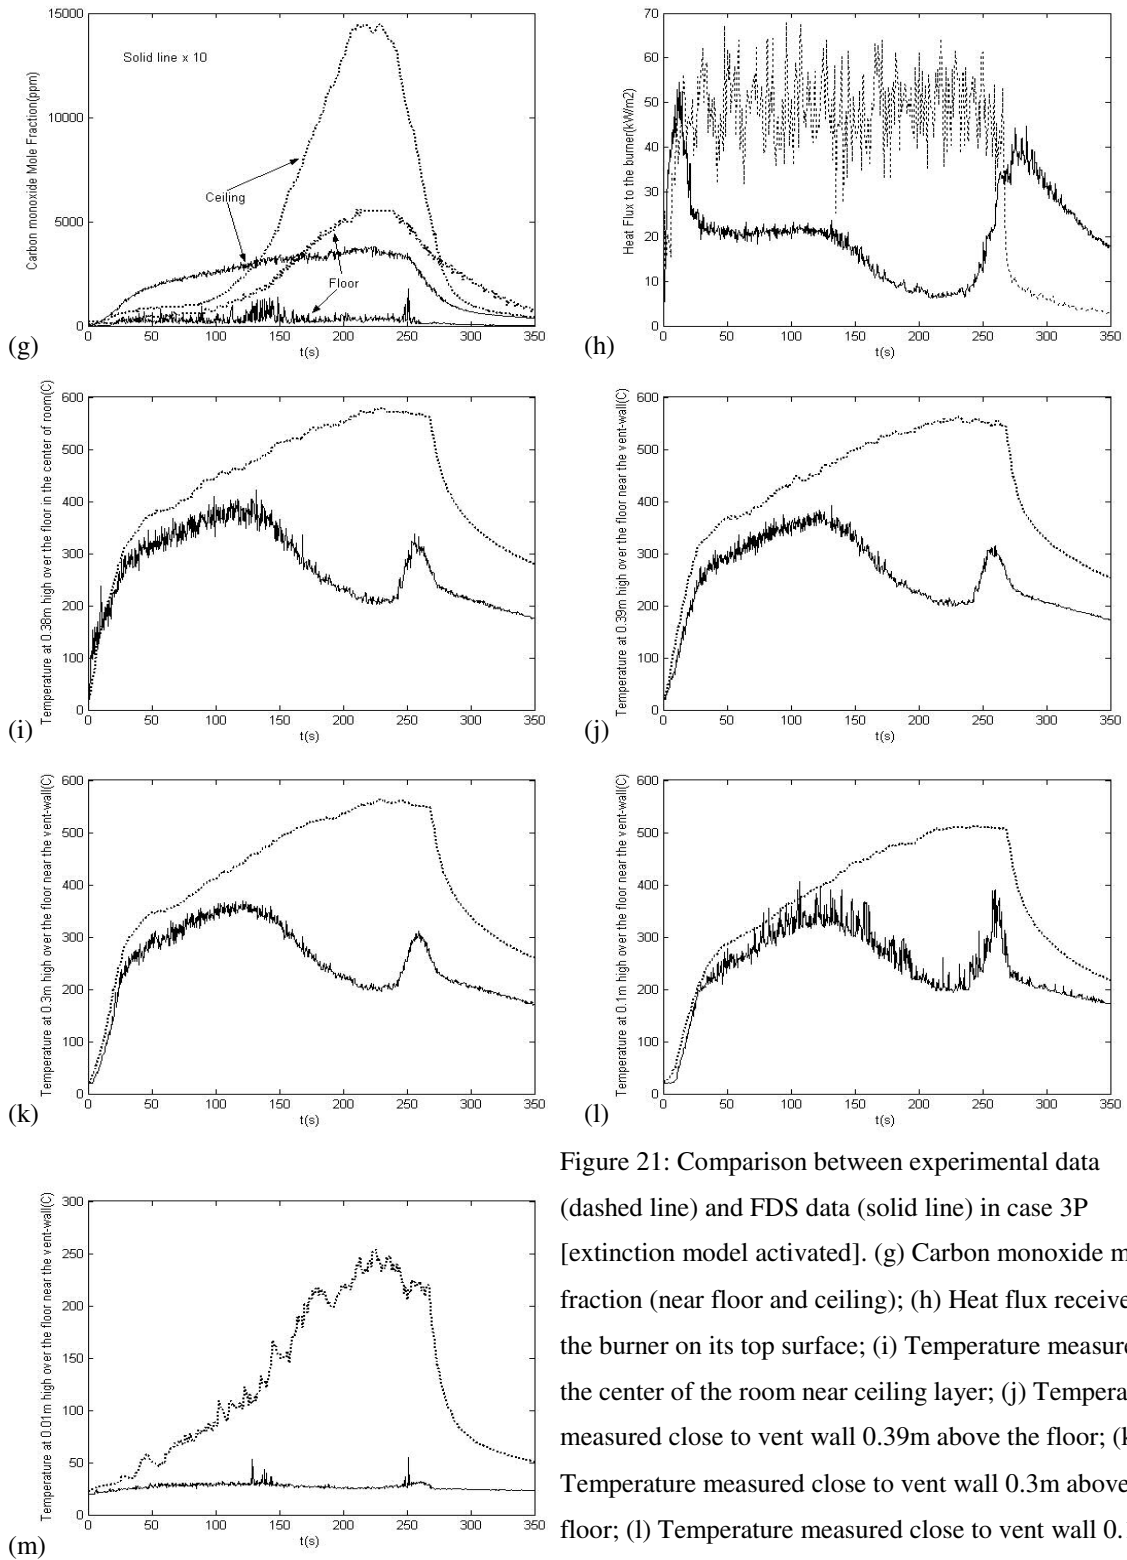 15000
10000
5000
0
Carbon monoxide Mole Fraction(ppm)
Solid line x 10
Ceiling
Floor
0 50 100 150 200 250 300 350
t(s)
(g)
70
60
50
40
30
20
10
0
Heat Flux to the burner(kW/m2)
0 50 100 150 200 250 300 350
t(s)
(h)
600
500
400
300
200
100
0
Temperature at 0.38m high over the floor in the center of room(C)
0 50 100 150 200 250 300 350
t(s)
(i)
600
500
400
300
200
100
0
Temperature at 0.39m high over the floor near the vent-wall(C)
0 50 100 150 200 250 300 350
t(s)
(j)
600
500
400
300
200
100
0
Temperature at 0.3m high over the floor near the vent-wall(C)
0 50 100 150 200 250 300 350
t(s)
(k)
600
500
400
300
200
100
0
Temperature at 0.1m high over the floor near the vent-wall(C)
0 50 100 150 200 250 300 350
t(s)
(l)
300
250
200
150
100
50
0
Temperature at 0.01m high over the floor near the vent-wall(C)
0 50 100 150 200 250 300 350
t(s)
(m)
Figure 21: Comparison between experimental data
(dashed line) and FDS data (solid line) in case 3P
[extinction model activated]. (g) Carbon monoxide m
fraction (near floor and ceiling); (h) Heat flux receive
the burner on its top surface; (i) Temperature measure
the center of the room near ceiling layer; (j) Tempera
measured close to vent wall 0.39m above the floor; (k
Temperature measured close to vent wall 0.3m above
floor; (l) Temperature measured close to vent wall 0.